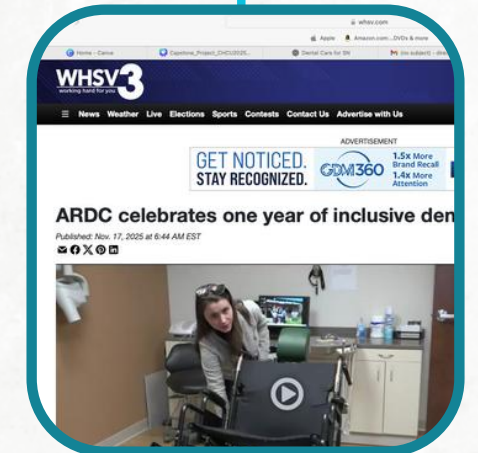 whsv.com
Apple Amazon.com:...DVDs & more
Home - Canva Capstone_Project_CHCU2025... Dental Care for SN (no subject) - dire
WHSV3
working hard for you
News Weather Live Elections Sports Contests Contact Us Advertise with Us
ADVERTISEMENT
GET NOTICED.
STAY RECOGNIZED.
GDM360
1.5x More
Brand Recall
1.4x More
Attention
ARDC celebrates one year of inclusive den
Published: Nov. 17, 2025 at 6:44 AM EST